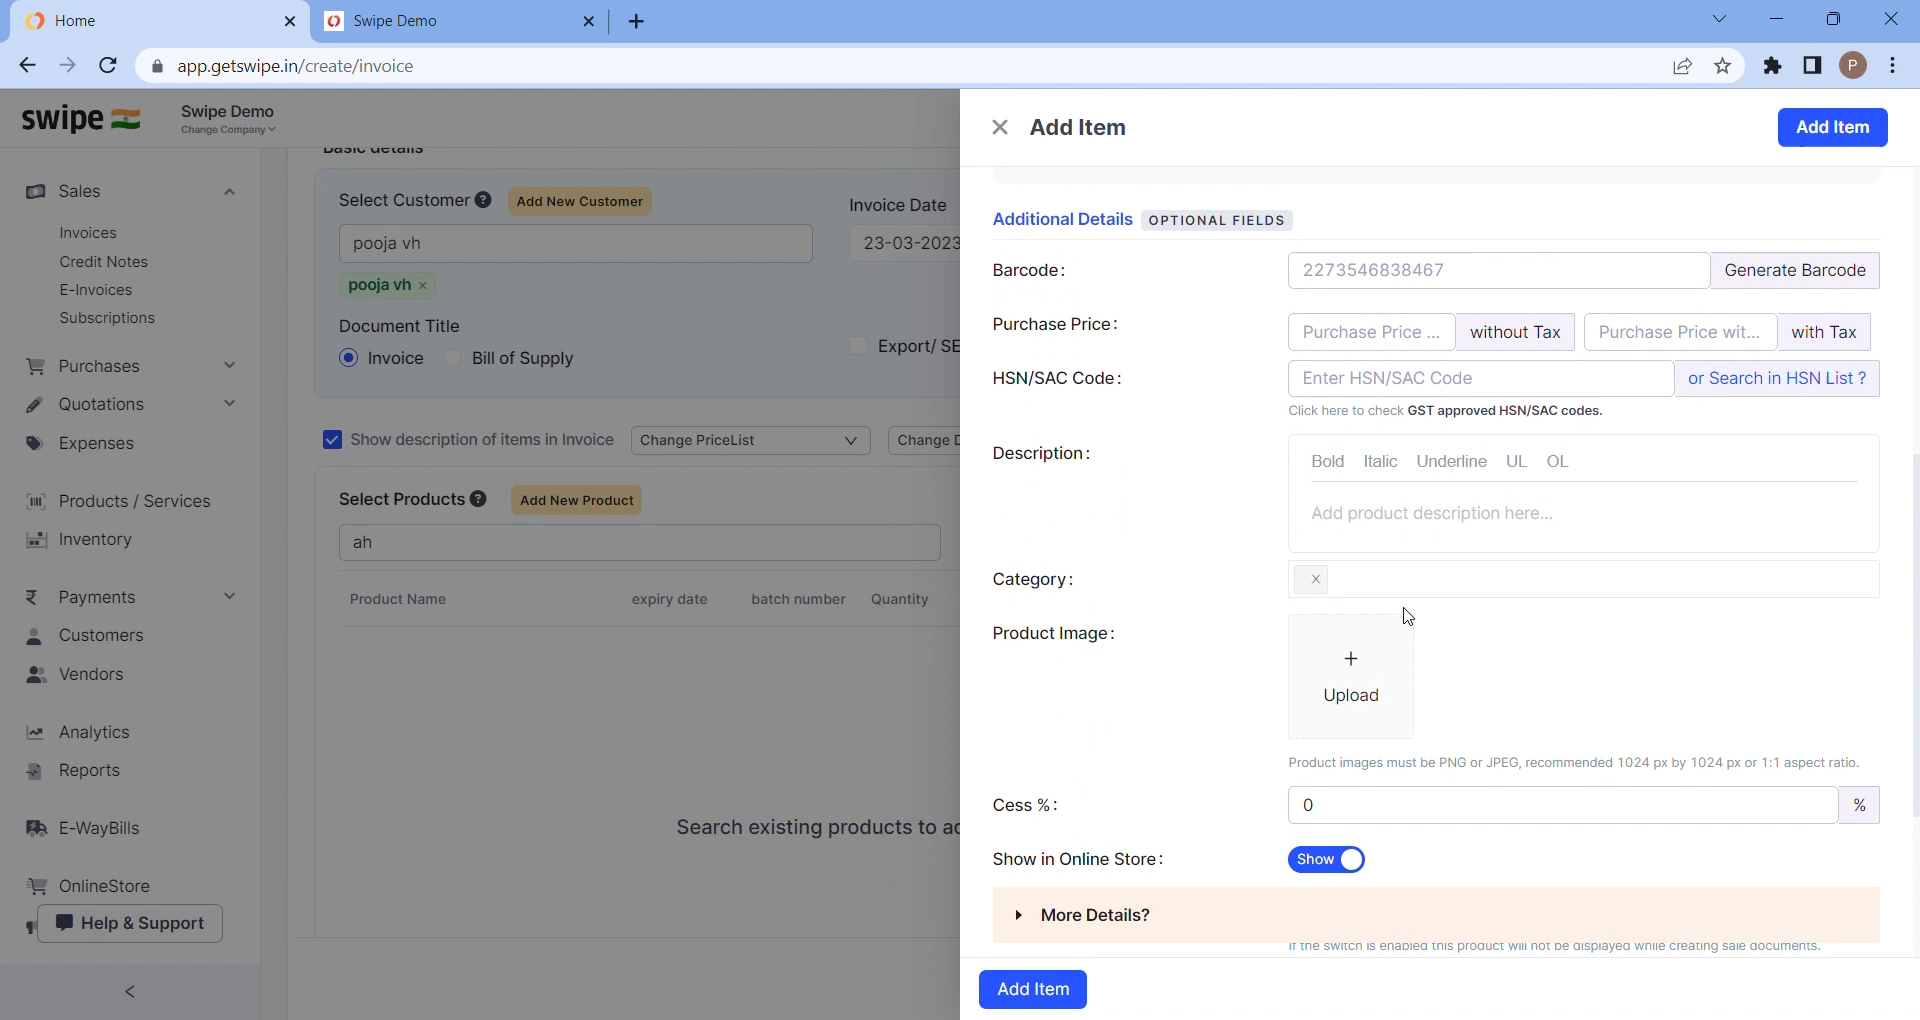 Home
Swipe Demo
app.getswipe.in/create/invoice
P
swipe
Swipe Demo
Change Company
Sales
Invoices
Credit Notes
E-Invoices
Subscriptions
Purchases
Quotations
Expenses
Products / Services
Inventory
Payments
Customers
Vendors
Analytics
Reports
E-WayBills
OnlineStore
Help & Support
Basic details
Select Customer ?
Add New Customer
Invoice Date
pooja vh
23-03-2023
pooja vh ×
Document Title
Invoice
Bill of Supply
Export/ SE
Show description of items in Invoice
Change PriceList
Change D
Select Products ?
Add New Product
ah
Product Name
expiry date
batch number
Quantity
Search existing products to ad
Add Item
Add Item
Additional Details OPTIONAL FIELDS
Barcode:
2273546838467
Generate Barcode
Purchase Price:
Purchase Price ...
without Tax
Purchase Price wit...
with Tax
HSN/SAC Code:
Enter HSN/SAC Code
or Search in HSN List ?
Click here to check GST approved HSN/SAC codes.
Description:
Bold Italic Underline UL OL
Add product description here...
Category:
Product Image:
+
Upload
Product images must be PNG or JPEG, recommended 1024 px by 1024 px or 1:1 aspect ratio.
Cess %:
0
%
Show in Online Store:
Show
More Details?
If the switch is enabled this product will not be displayed while creating sale documents.
Add Item